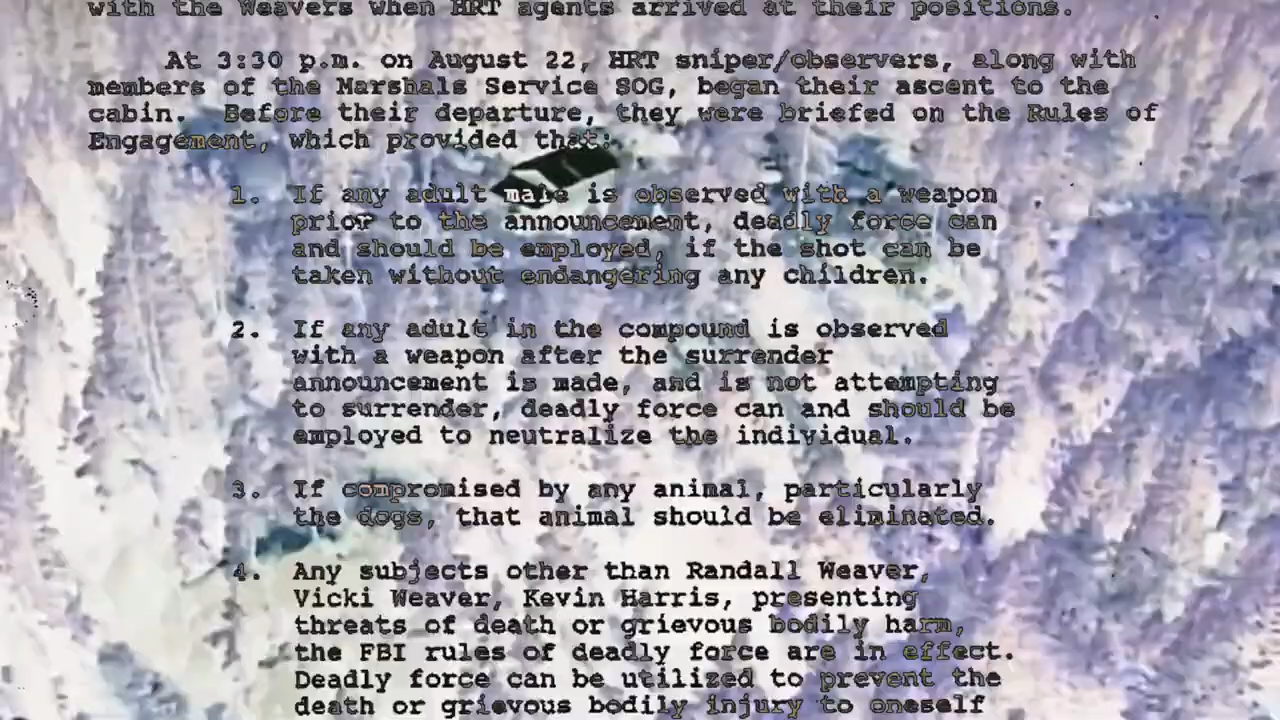 with the Weavers when HRT agents arrived at their positions.
At 3:30 p.m. on August 22, HRT sniper/observers, along with
members of the Marshals Service SOG, began their ascent to the
cabin. Before their departure, they were briefed on the Rules of
Engagement, which provided that:
1. If any adult male is observed with a weapon
prior to the announcement, deadly force can
and should be employed, if the shot can be
taken without endangering any children.
2. If any adult in the compound is observed
with a weapon after the surrender
announcement is made, and is not attempting
to surrender, deadly force can and should be
employed to neutralize the individual.
3. If compromised by any animal, particularly
the dogs, that animal should be eliminated.
4. Any subjects other than Randall Weaver,
Vicki Weaver, Kevin Harris, presenting
threats of death or grievous bodily harm,
the FBI rules of deadly force are in effect.
Deadly force can be utilized to prevent the
death or grievous bodily injury to oneself